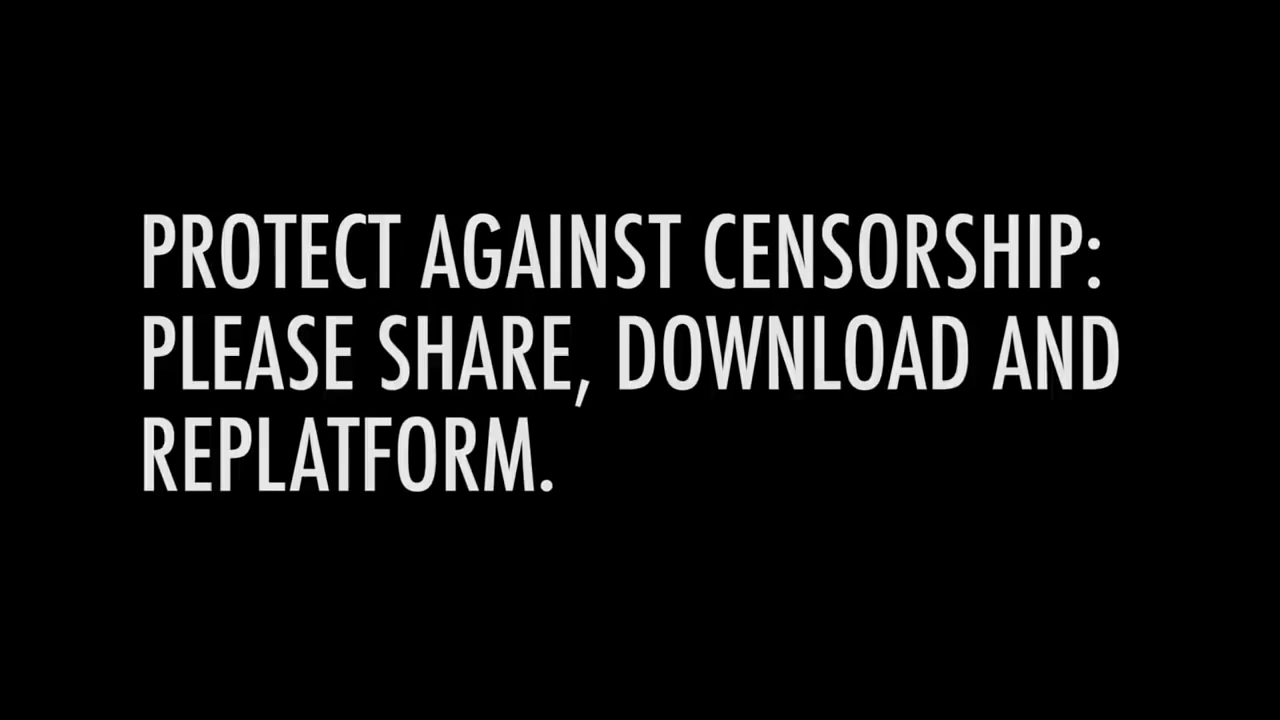 PROTECT AGAINST CENSORSHIP:
PLEASE SHARE, DOWNLOAD AND
REPLATFORM.